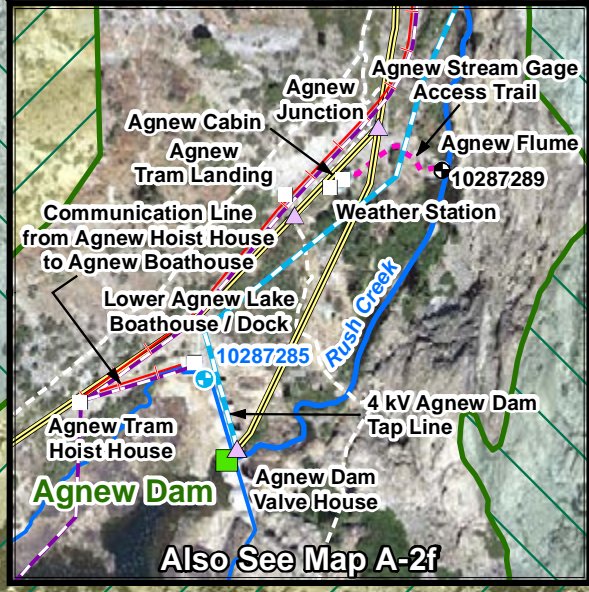 Agnew Stream Gage
Access Trail
Agnew
Junction
Agnew Cabin
Agnew Flume
Agnew
Tram Landing
10287289
Weather Station
Communication Line
from Agnew Hoist House
to Agnew Boathouse
Rush Creek
Lower Agnew Lake
Boathouse / Dock
10287285
4 kV Agnew Dam
Tap Line
Agnew Tram
Hoist House
Agnew Dam
Agnew Dam
Valve House
Also See Map A-2f